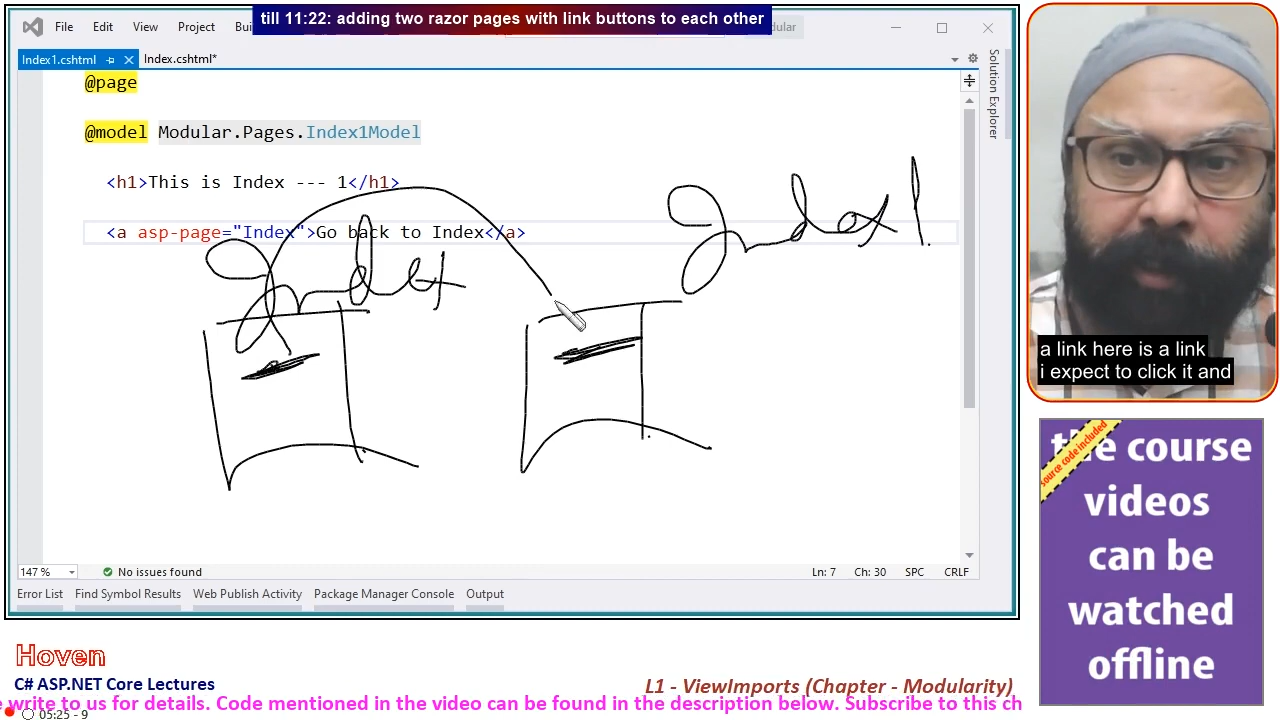 till 11:22: adding two razor pages with link buttons to each other
File Edit View Project Bui
dular
Index1.cshtml Index.cshtml*
Solution Explorer
@page
@model Modular.Pages.Index1Model
<h1>This is Index --- 1</h1>
<a asp-page="Index">Go back to Index</a>
Index
Index1
147 % No issues found Ln: 7 Ch: 30 SPC CRLF
Error List Find Symbol Results Web Publish Activity Package Manager Console Output
a link here is a link
i expect to click it and
source code included
the course
videos
can be
watched
offline
Hoven
C# ASP.NET Core Lectures
L1 - ViewImports (Chapter - Modularity)
e write to us for details. Code mentioned in the video can be found in the description below. Subscribe to this ch
05:25 - 9